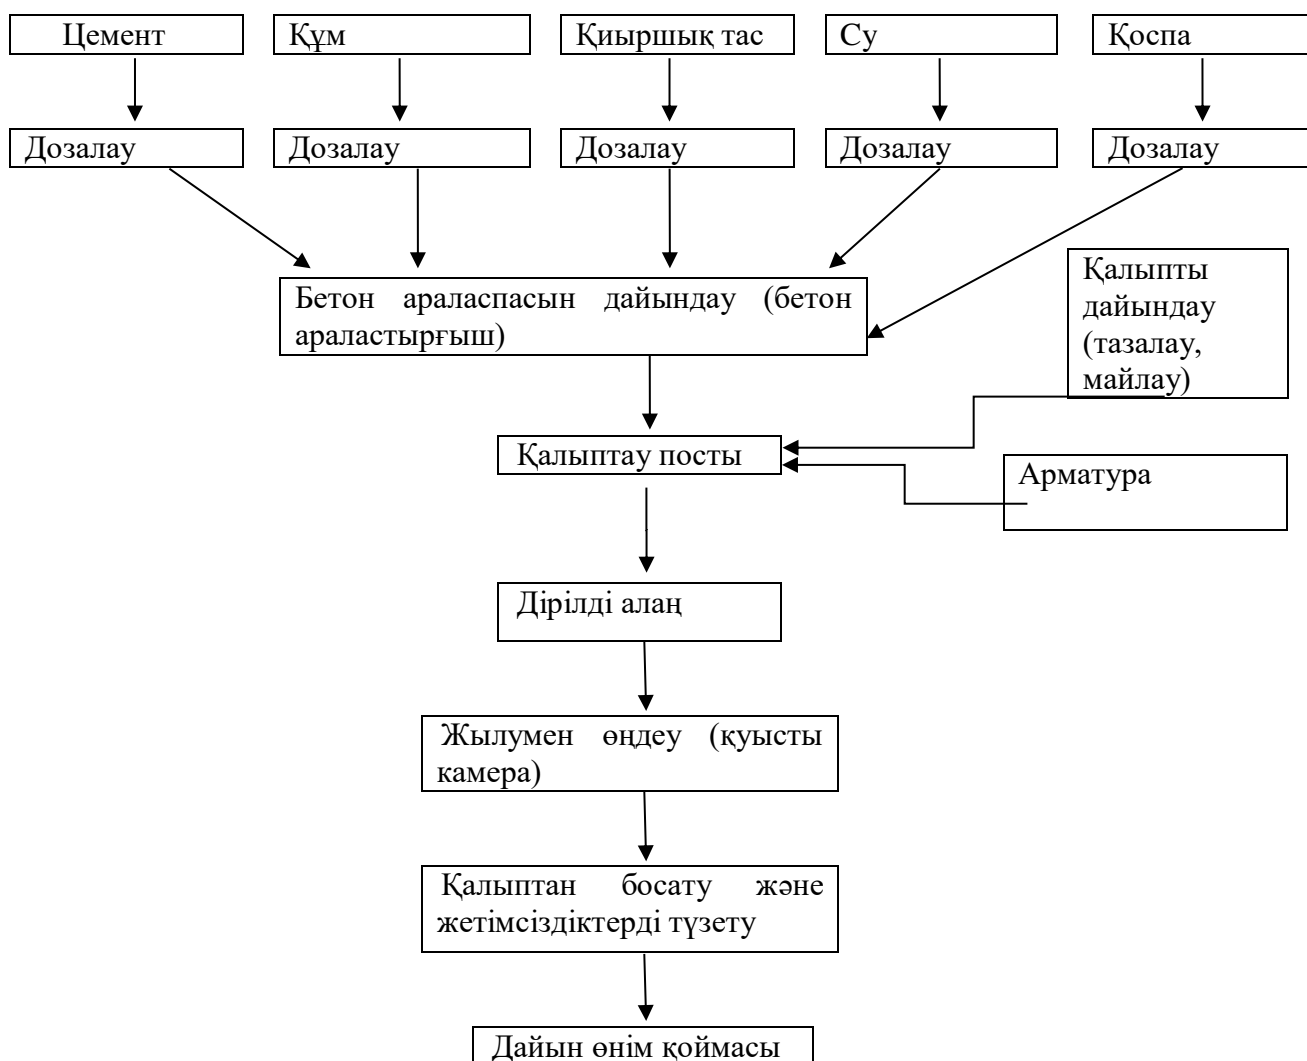 Цемент
Құм
Қиыршық тас
Су
Қоспа
Дозалау
Дозалау
Дозалау
Дозалау
Дозалау
Бетон араласпасын дайындау (бетон
араластырғыш)
Қалыпты
дайындау
(тазалау,
майлау)
Қалыптау посты
Арматура
Дірілді алаң
Жылумен өңдеу (қуысты
камера)
Қалыптан босату және
жетімсіздіктерді түзету
Дайын өнім қоймасы